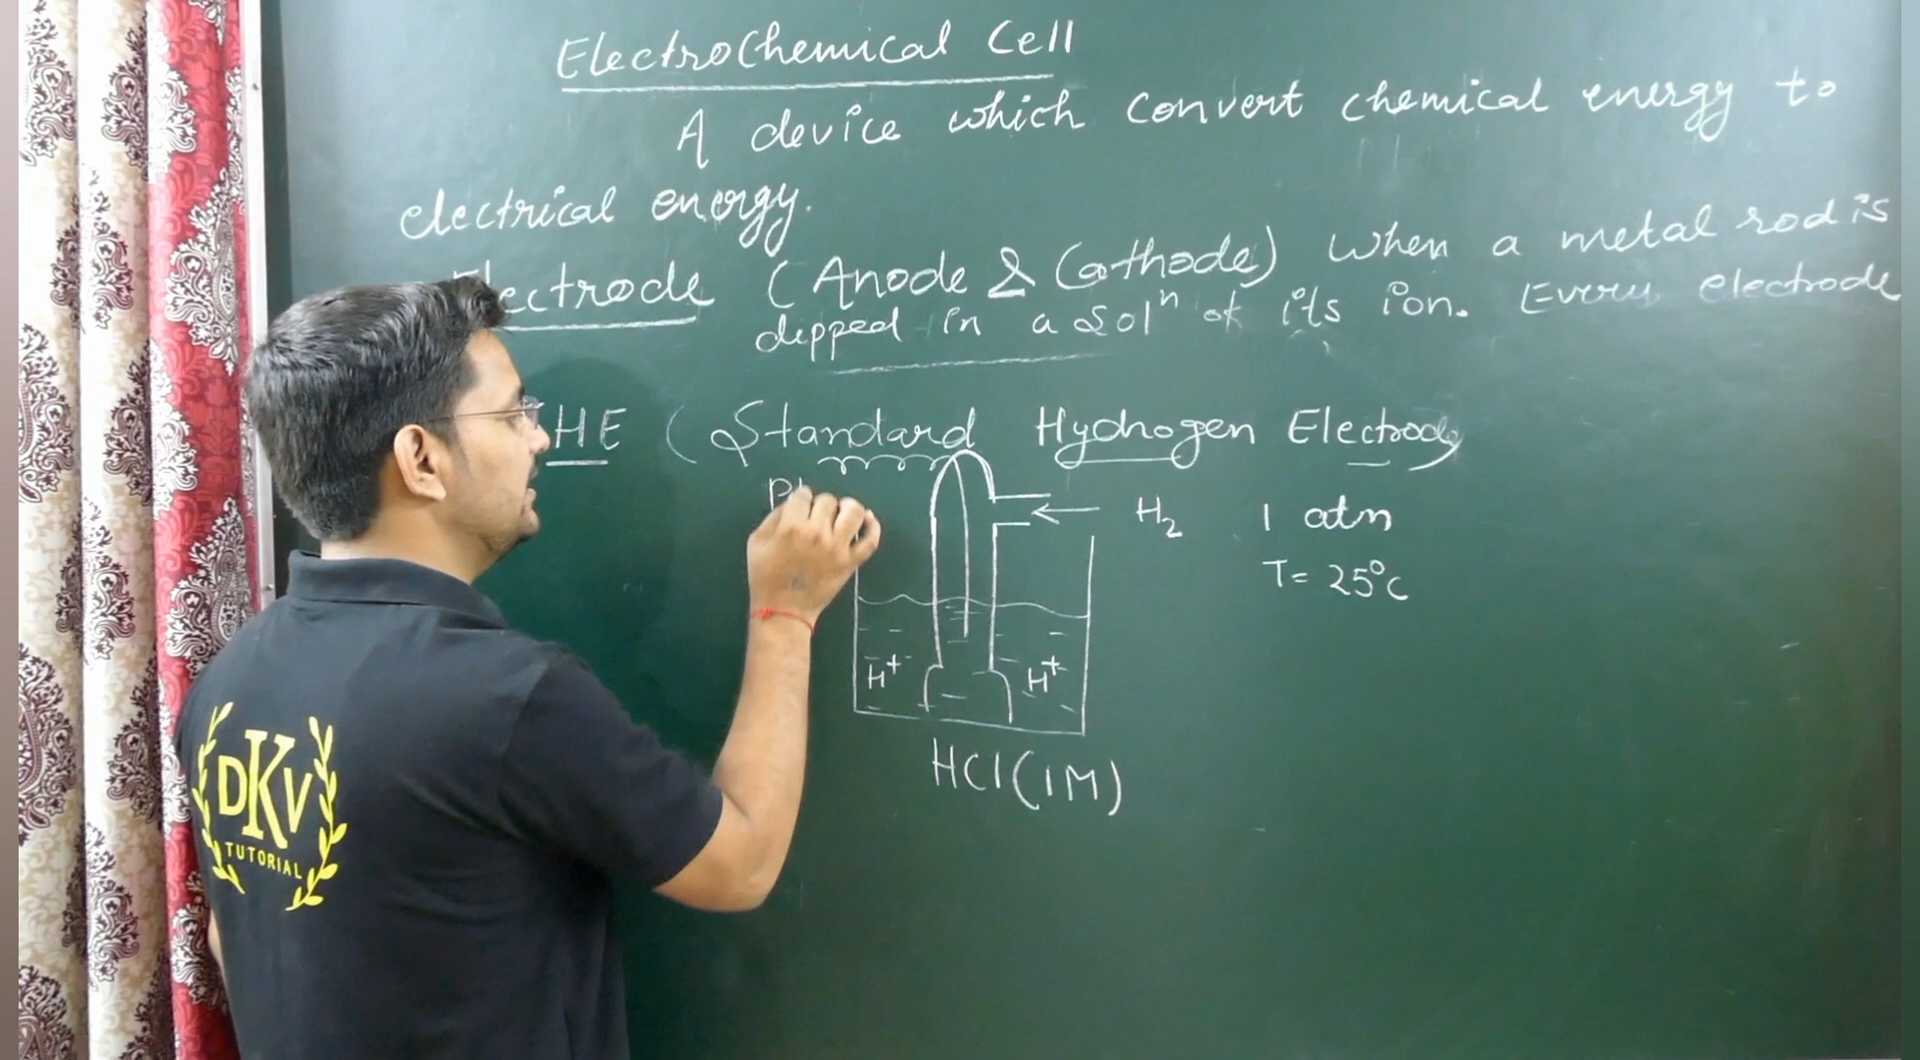 ElectroChemical Cell
A device which convert chemical energy to
electrical energy.
Electrode (Anode & Cathode) When a metal rod is
dipped in a Solⁿ of its ion. Every electrode
HE (Standard Hydrogen Electrode
H₂ 1 atm
T= 25°C
H⁺ H⁺
HCl(1M)
DKV
TUTORIAL